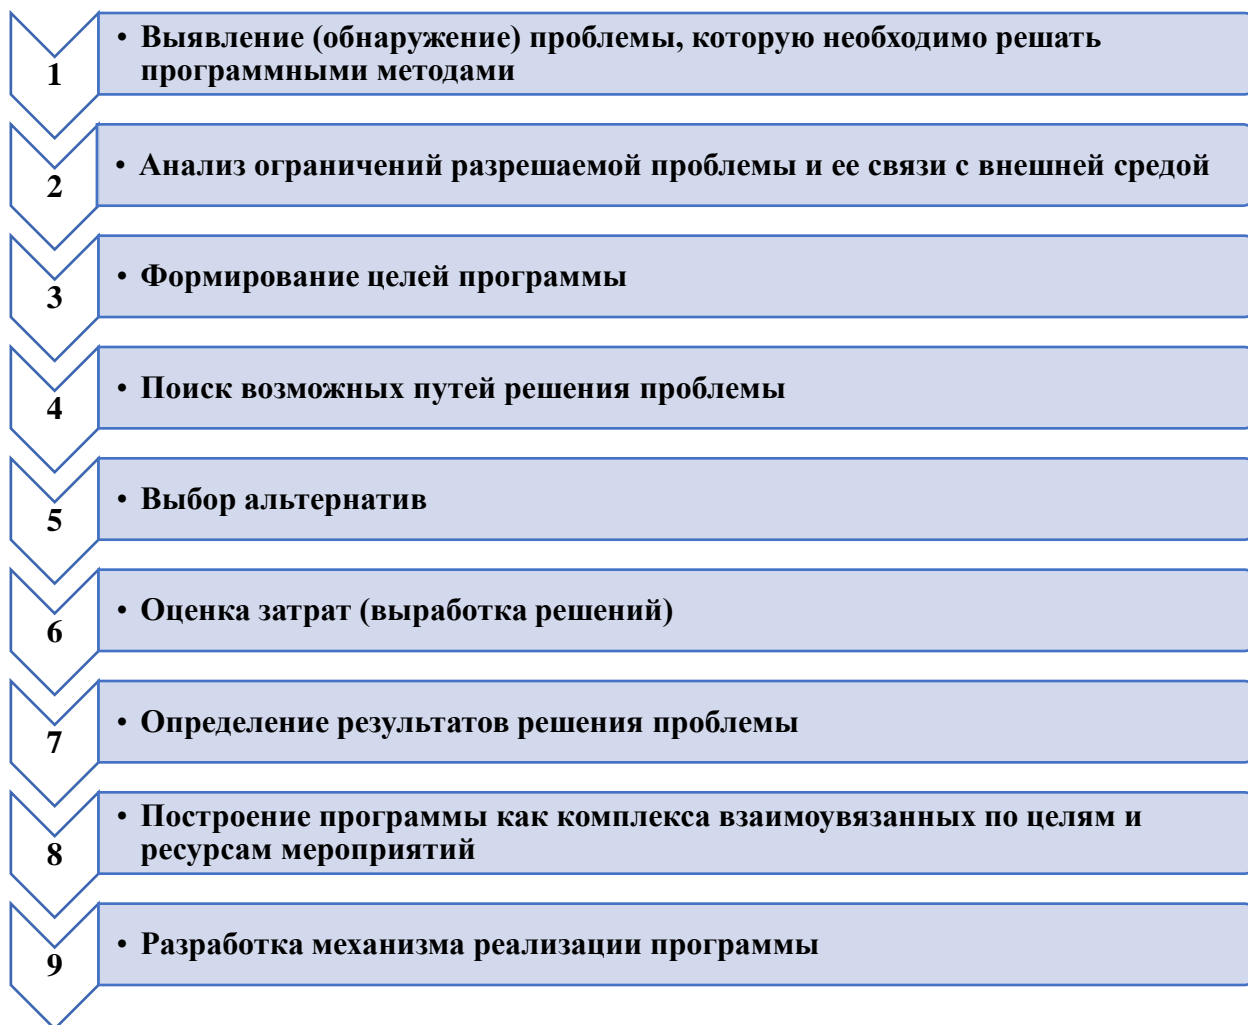 1
• Выявление (обнаружение) проблемы, которую необходимо решать
программными методами
2
• Анализ ограничений разрешаемой проблемы и ее связи с внешней средой
3
• Формирование целей программы
4
• Поиск возможных путей решения проблемы
5
• Выбор альтернатив
6
• Оценка затрат (выработка решений)
7
• Определение результатов решения проблемы
8
• Построение программы как комплекса взаимоувязанных по целям и
ресурсам мероприятий
9
• Разработка механизма реализации программы